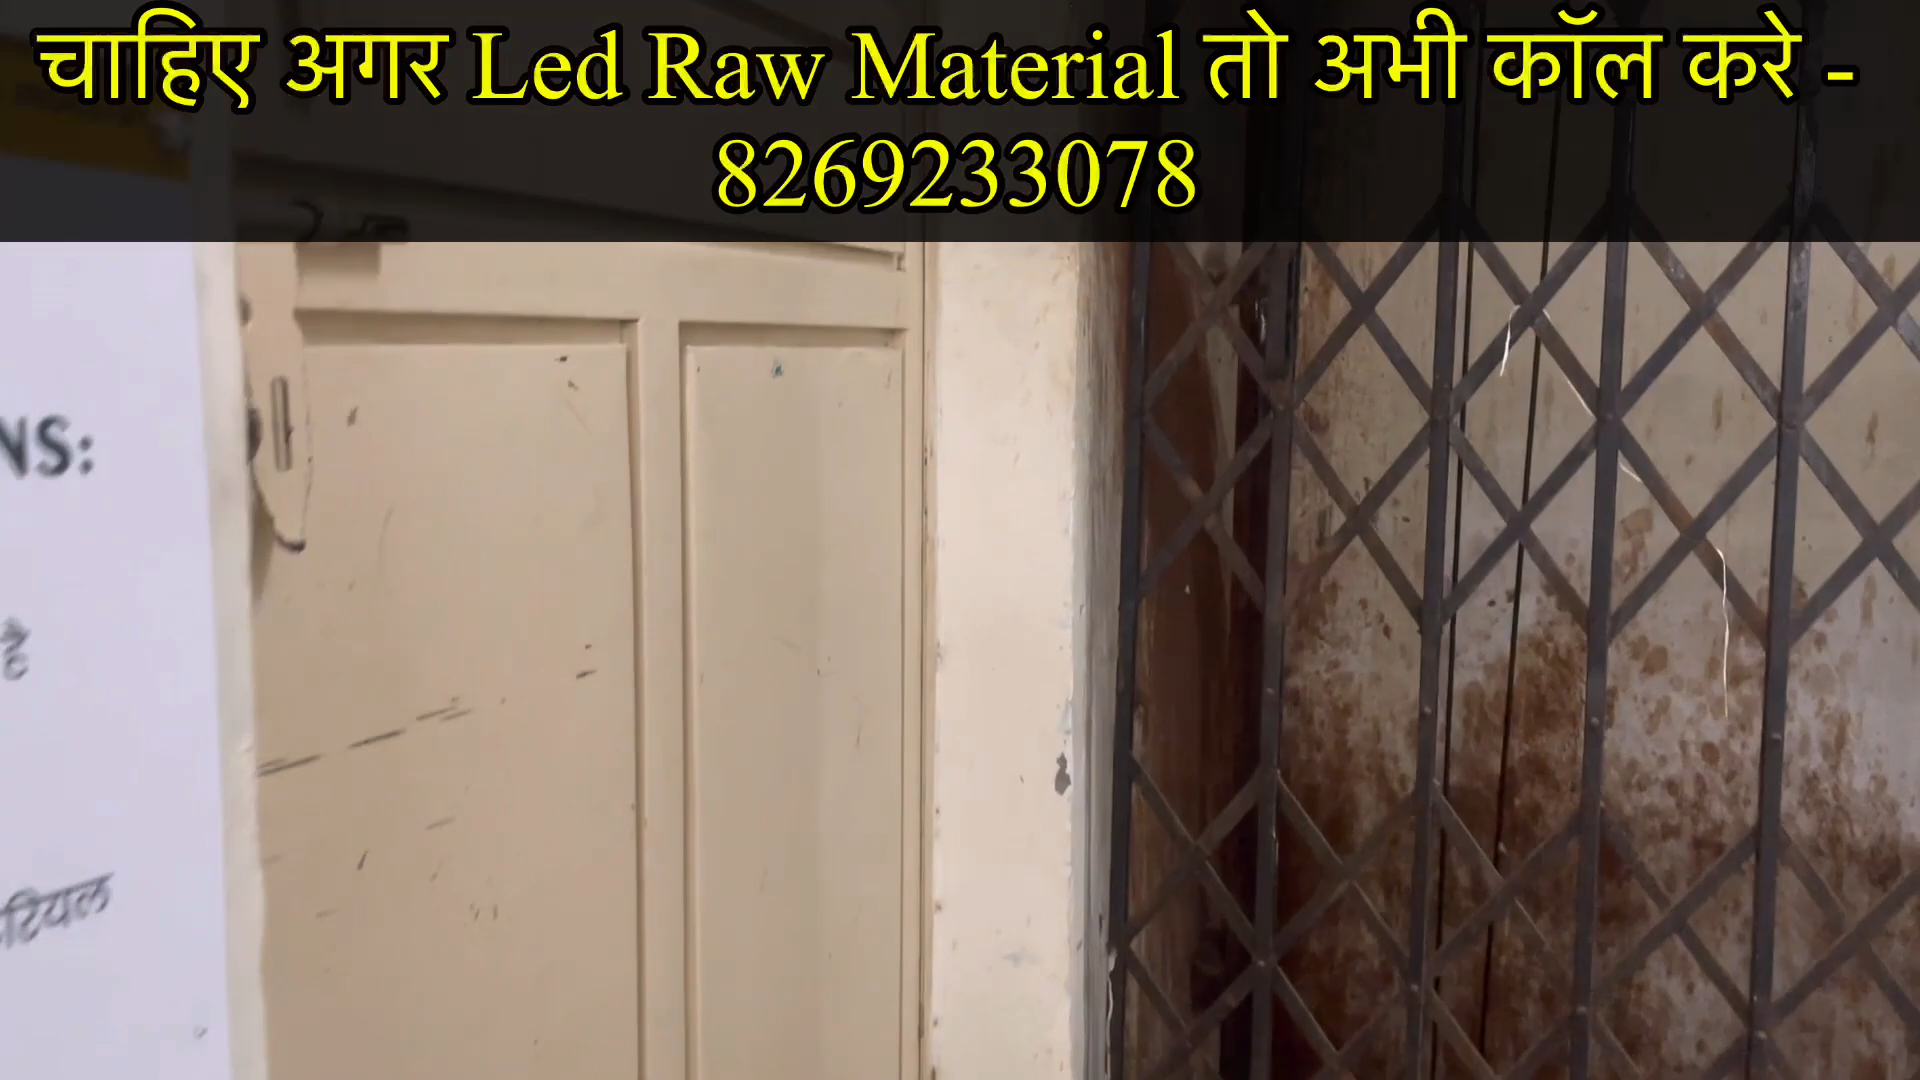 चाहिए अगर Led Raw Material तो अभी कॉल करे -
8269233078
NS:
है
टियल